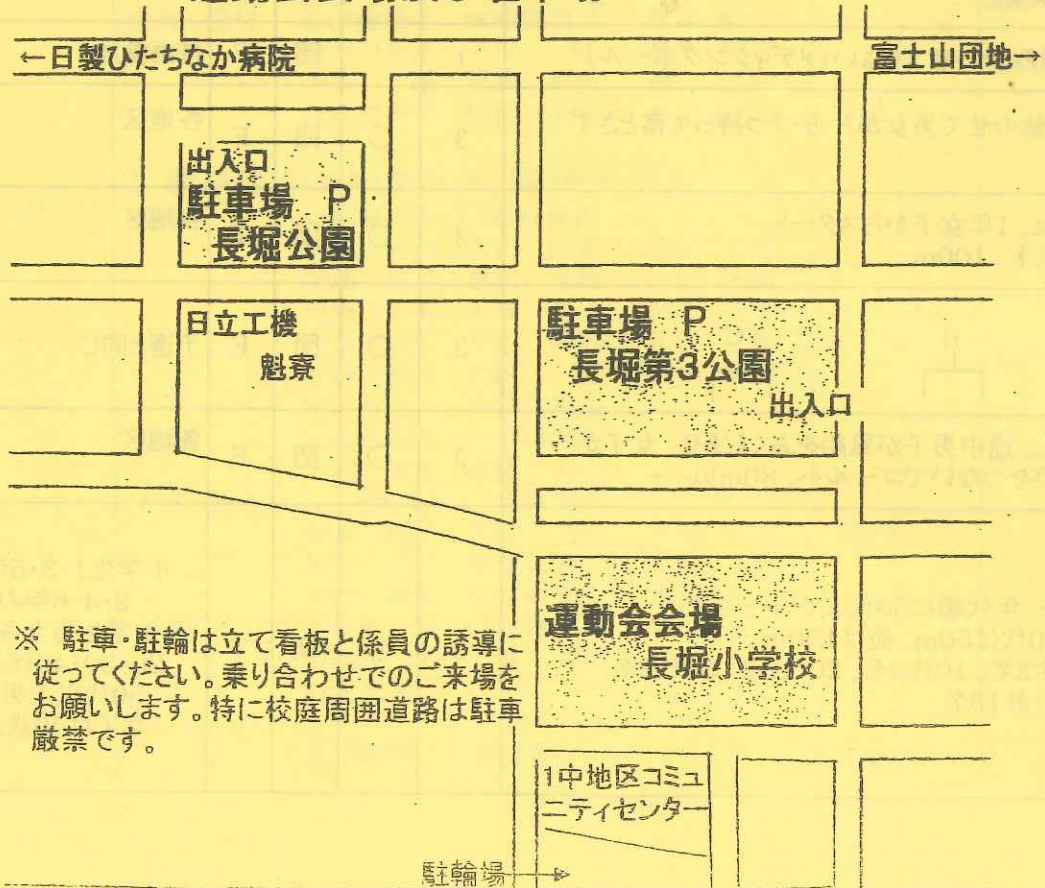 ←日製ひたちなか病院
富士山団地→
出入口
駐車場 P
長堀公園
日立工機
魁寮
駐車場 P
長堀第3公園
出入口
運動会会場
長堀小学校
※ 駐車・駐輪は立て看板と係員の誘導に
従ってください。乗り合わせでのご来場を
お願いします。特に校庭周囲道路は駐車
厳禁です。
1中地区コミュ
ニティセンター
駐輪場